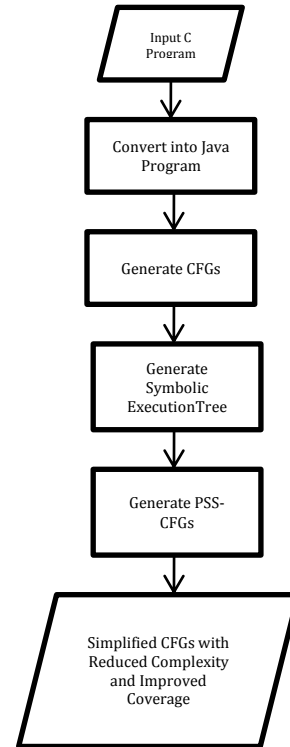 Input C
Program
Convert into Java
Program
Generate CFGs
Generate
Symbolic
ExecutionTree
Generate PSS-
CFGs
Simplified CFGs with
Reduced Complexity
and Improved
Coverage